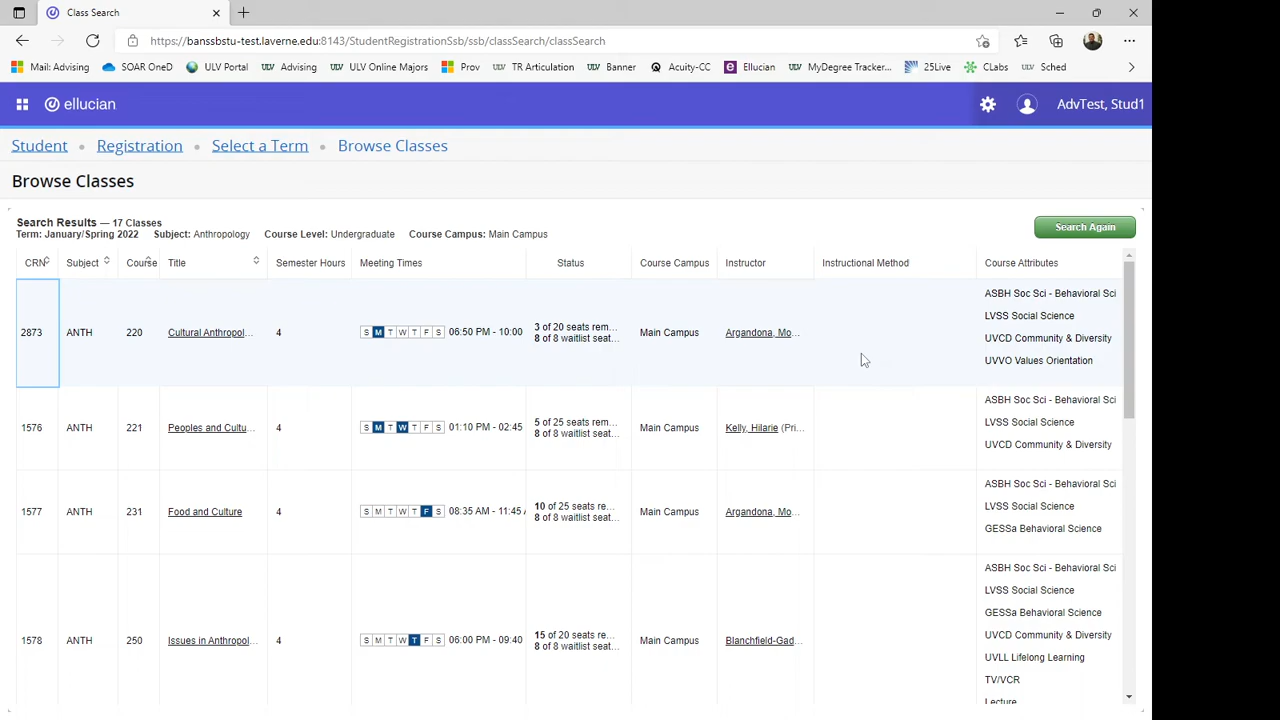 Class Search
https://banssbstu-test.laverne.edu:8143/StudentRegistrationSsb/ssb/classSearch/classSearch
Mail: Advising SOAR OneD ULV Portal Advising ULV Online Majors Prov TR Articulation Banner Acuity-CC Ellucian MyDegree Tracker... 25Live CLabs Sched
ellucian AdvTest, Stud1
Student • Registration • Select a Term • Browse Classes
Browse Classes
Search Results — 17 Classes
Term: January/Spring 2022 Subject: Anthropology Course Level: Undergraduate Course Campus: Main Campus
Search Again
CRN Subject Course Title Semester Hours Meeting Times Status Course Campus Instructor Instructional Method Course Attributes
2873 ANTH 220 Cultural Anthropol... 4 S M T W T F S 06:50 PM - 10:00 3 of 20 seats rem... Main Campus Argandona, Mo...
8 of 8 waitlist seat...
ASBH Soc Sci - Behavioral Sci
LVSS Social Science
UVCD Community & Diversity
UVVO Values Orientation
1576 ANTH 221 Peoples and Cultu... 4 S M T W T F S 01:10 PM - 02:45 5 of 25 seats rem... Main Campus Kelly, Hilarie (Pri...
8 of 8 waitlist seat...
ASBH Soc Sci - Behavioral Sci
LVSS Social Science
UVCD Community & Diversity
1577 ANTH 231 Food and Culture 4 S M T W T F S 08:35 AM - 11:45 10 of 25 seats re... Main Campus Argandona, Mo...
8 of 8 waitlist seat...
ASBH Soc Sci - Behavioral Sci
LVSS Social Science
GESSa Behavioral Science
1578 ANTH 250 Issues in Anthropol... 4 S M T W T F S 06:00 PM - 09:40 15 of 20 seats re... Main Campus Blanchfield-Gad...
8 of 8 waitlist seat...
ASBH Soc Sci - Behavioral Sci
LVSS Social Science
GESSa Behavioral Science
UVCD Community & Diversity
UVLL Lifelong Learning
TV/VCR
Lecture